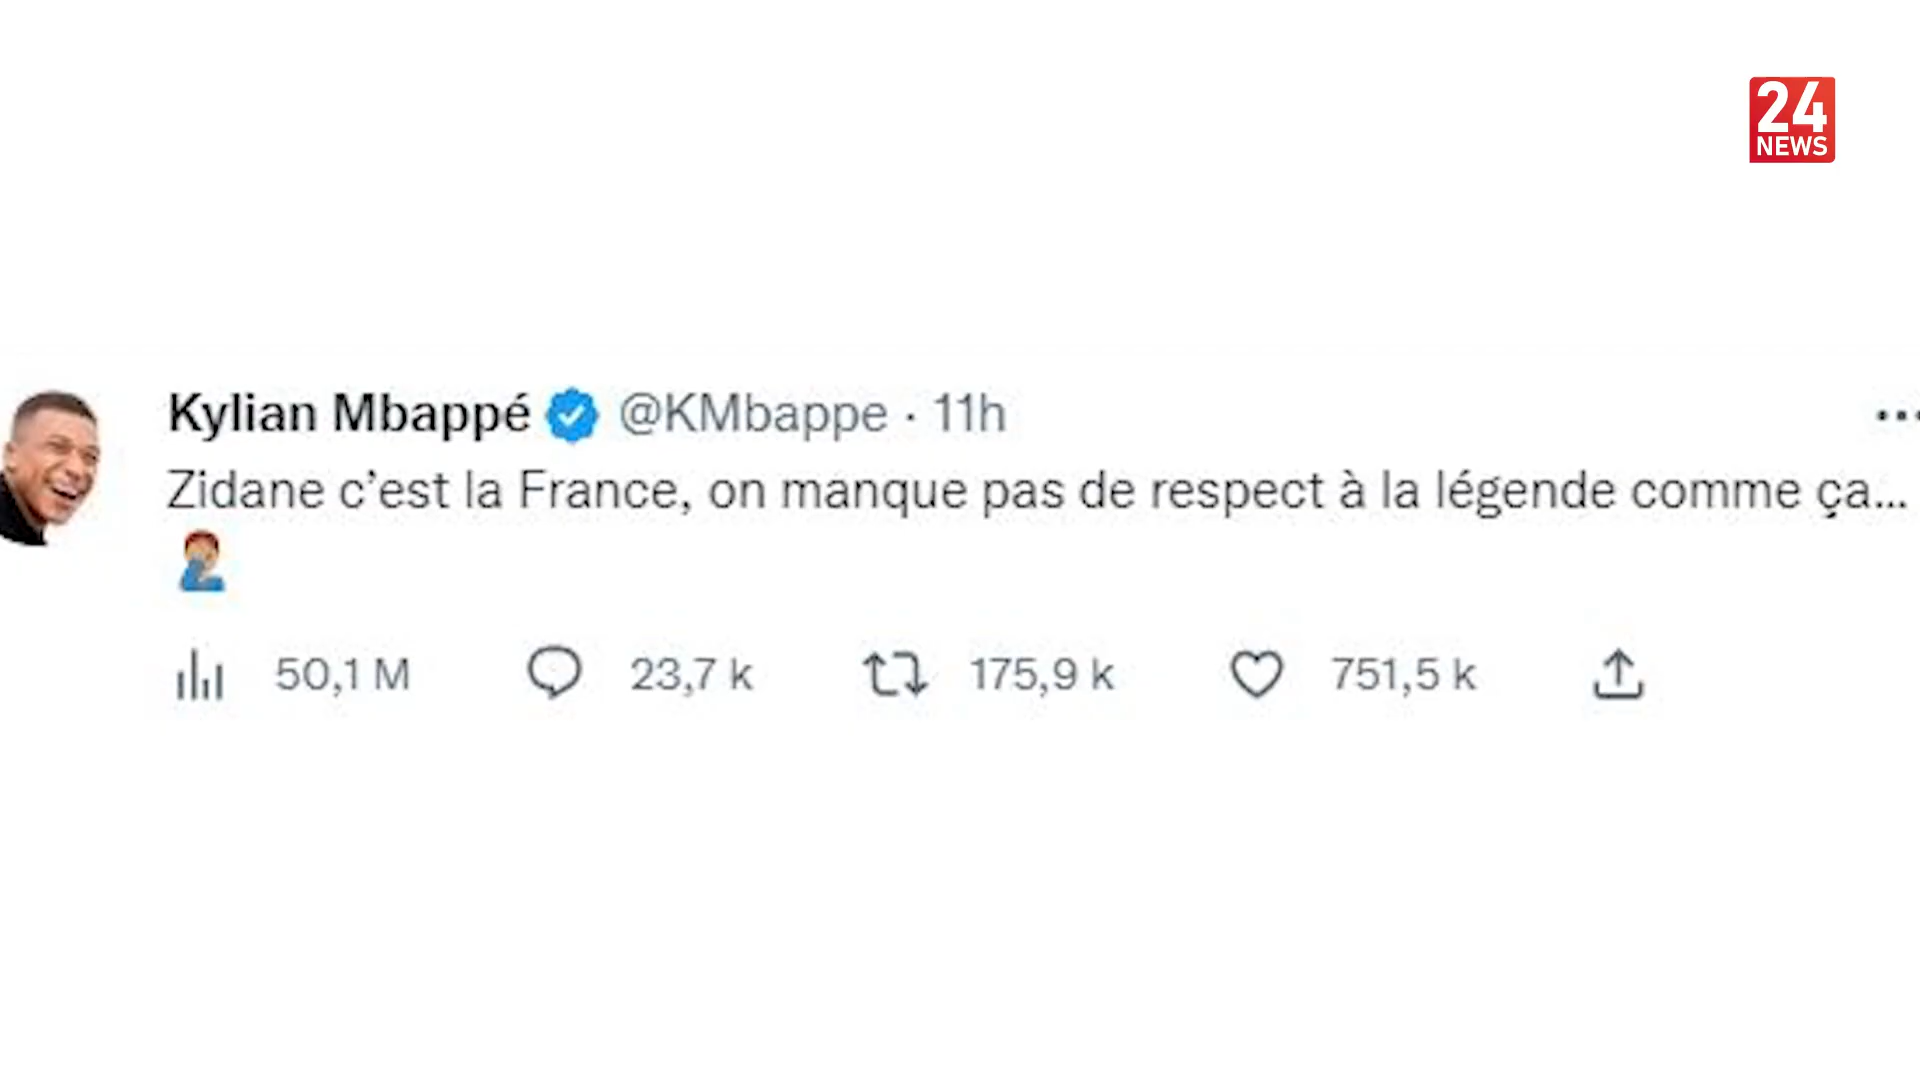 24
NEWS
Kylian Mbappé @KMbappe · 11h
Zidane c’est la France, on manque pas de respect à la légende comme ça...
50,1 M 23,7 k 175,9 k 751,5 k